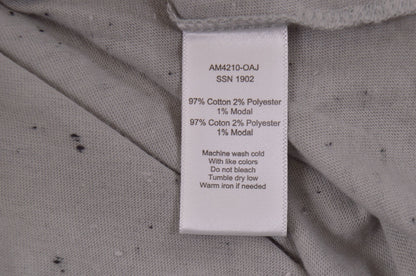 AM4210-OAJ
SSN 1902
97% Cotton 2% Polyester
1% Modal
97% Coton 2% Polyester
1% Modal
Machine wash cold
With like colors
Do not bleach
Tumble dry low
Warm iron if needed